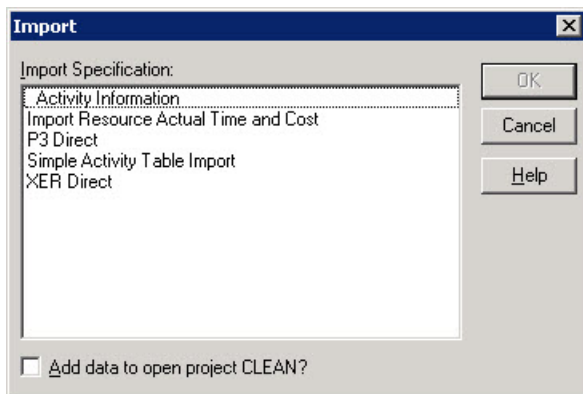 Import
Import Specification:
Activity Information
Import Resource Actual Time and Cost
P3 Direct
Simple Activity Table Import
XER Direct
OK
Cancel
Help
Add data to open project CLEAN?